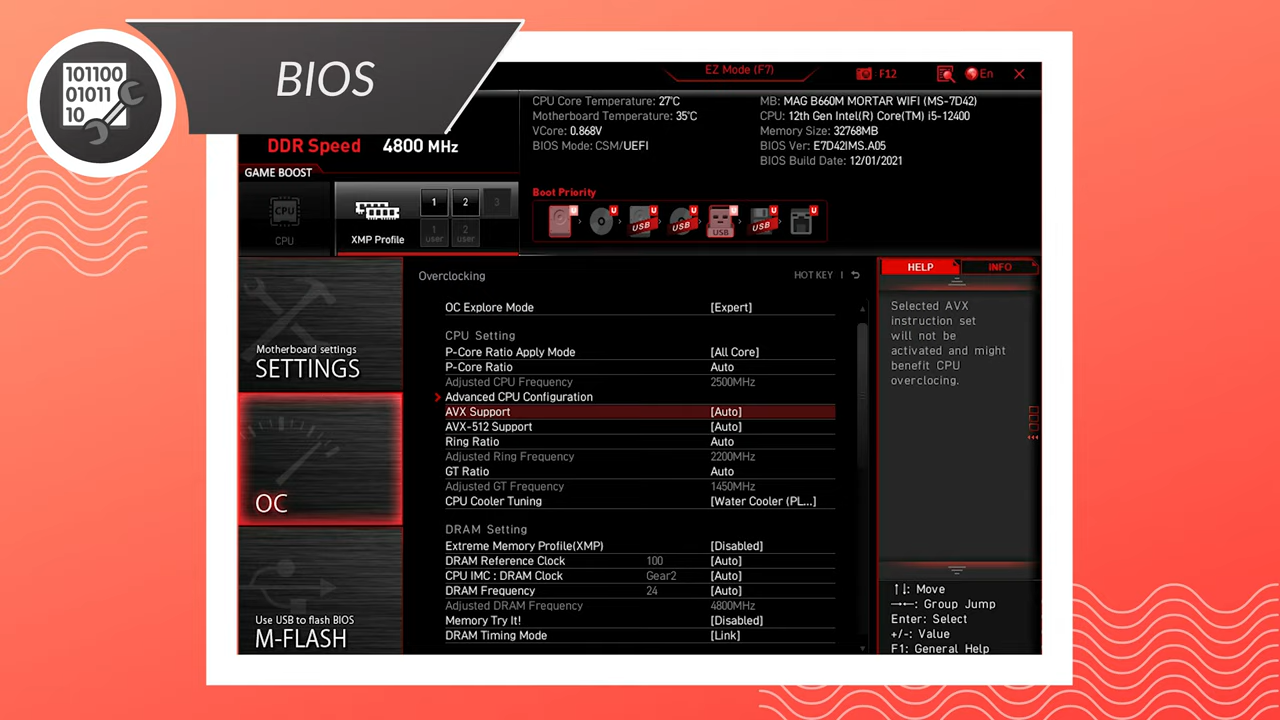 101100
01011
10
BIOS
EZ Mode (F7)
F12
En
CPU Core Temperature: 27°C
Motherboard Temperature: 35°C
VCore: 0.868V
BIOS Mode: CSM/UEFI
MB: MAG B660M MORTAR WIFI (MS-7D42)
CPU: 12th Gen Intel(R) Core(TM) i5-12400
Memory Size: 32768MB
BIOS Ver: E7D42IMS.A05
BIOS Build Date: 12/01/2021
DDR Speed 4800 MHz
GAME BOOST
CPU
CPU
XMP Profile
1 2 3
1 user 2 user
Boot Priority
U U U U U U U
USB USB USB USB
Motherboard settings
SETTINGS
OC
Use USB to flash BIOS
M-FLASH
Overclocking
HOT KEY |
OC Explore Mode [Expert]
CPU Setting
P-Core Ratio Apply Mode [All Core]
P-Core Ratio Auto
Adjusted CPU Frequency 2500MHz
Advanced CPU Configuration
AVX Support [Auto]
AVX-512 Support [Auto]
Ring Ratio Auto
Adjusted Ring Frequency 2200MHz
GT Ratio Auto
Adjusted GT Frequency 1450MHz
CPU Cooler Tuning [Water Cooler (PL...]
DRAM Setting
Extreme Memory Profile(XMP) [Disabled]
DRAM Reference Clock 100 [Auto]
CPU IMC : DRAM Clock Gear2 [Auto]
DRAM Frequency 24 [Auto]
Adjusted DRAM Frequency 4800MHz
Memory Try It! [Disabled]
DRAM Timing Mode [Link]
HELP
INFO
Selected AVX
instruction set
will not be
activated and might
benefit CPU
overclocing.
↑↓: Move
→←: Group Jump
Enter: Select
+/-: Value
F1: General Help